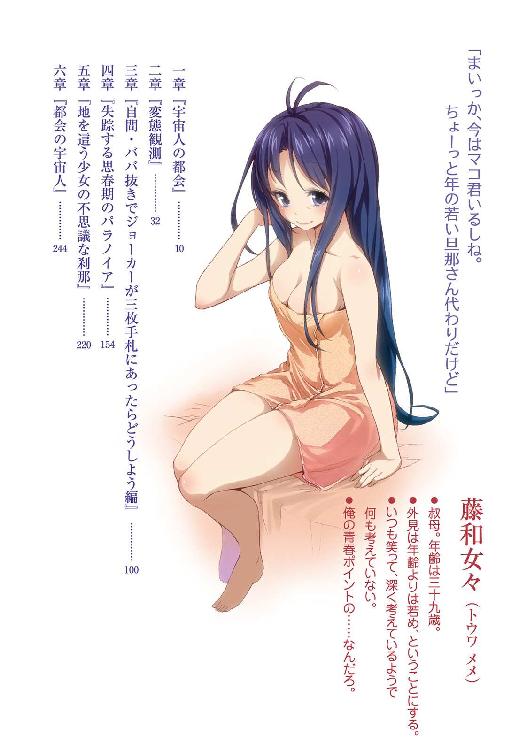 「まいっか、今はマコ君いるしね。
ちょーっと年の若い旦那さん代わりだけど」
藤和女々(トウワ メメ)
●叔母。年齢は三十九歳。
●外見は年齢よりは若め、ということにする。
●いつも笑って、深く考えているようで
何も考えていない。
●俺の青春ポイントの……なんだろ。
一章『宇宙人の都会』…………10
二章『変態観測』…………32
三章『自問・ババ抜きでジョーカーが三枚手札にあったらどうしよう編』…………100
四章『失踪する思春期のパラノイア』…………154
五章『地を這う少女の不思議な刹那』…………220
六章『都会の宇宙人』…………244